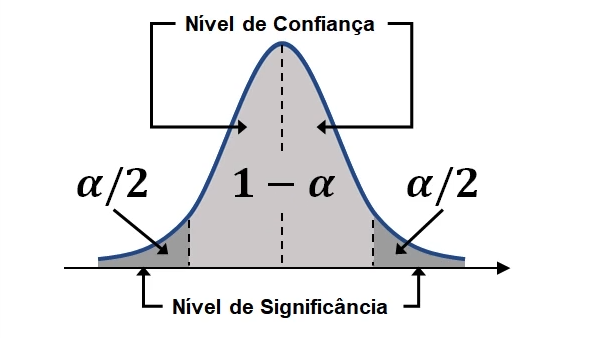 Nível de Confiança
α/2
1 − α
α/2
Nível de Significância